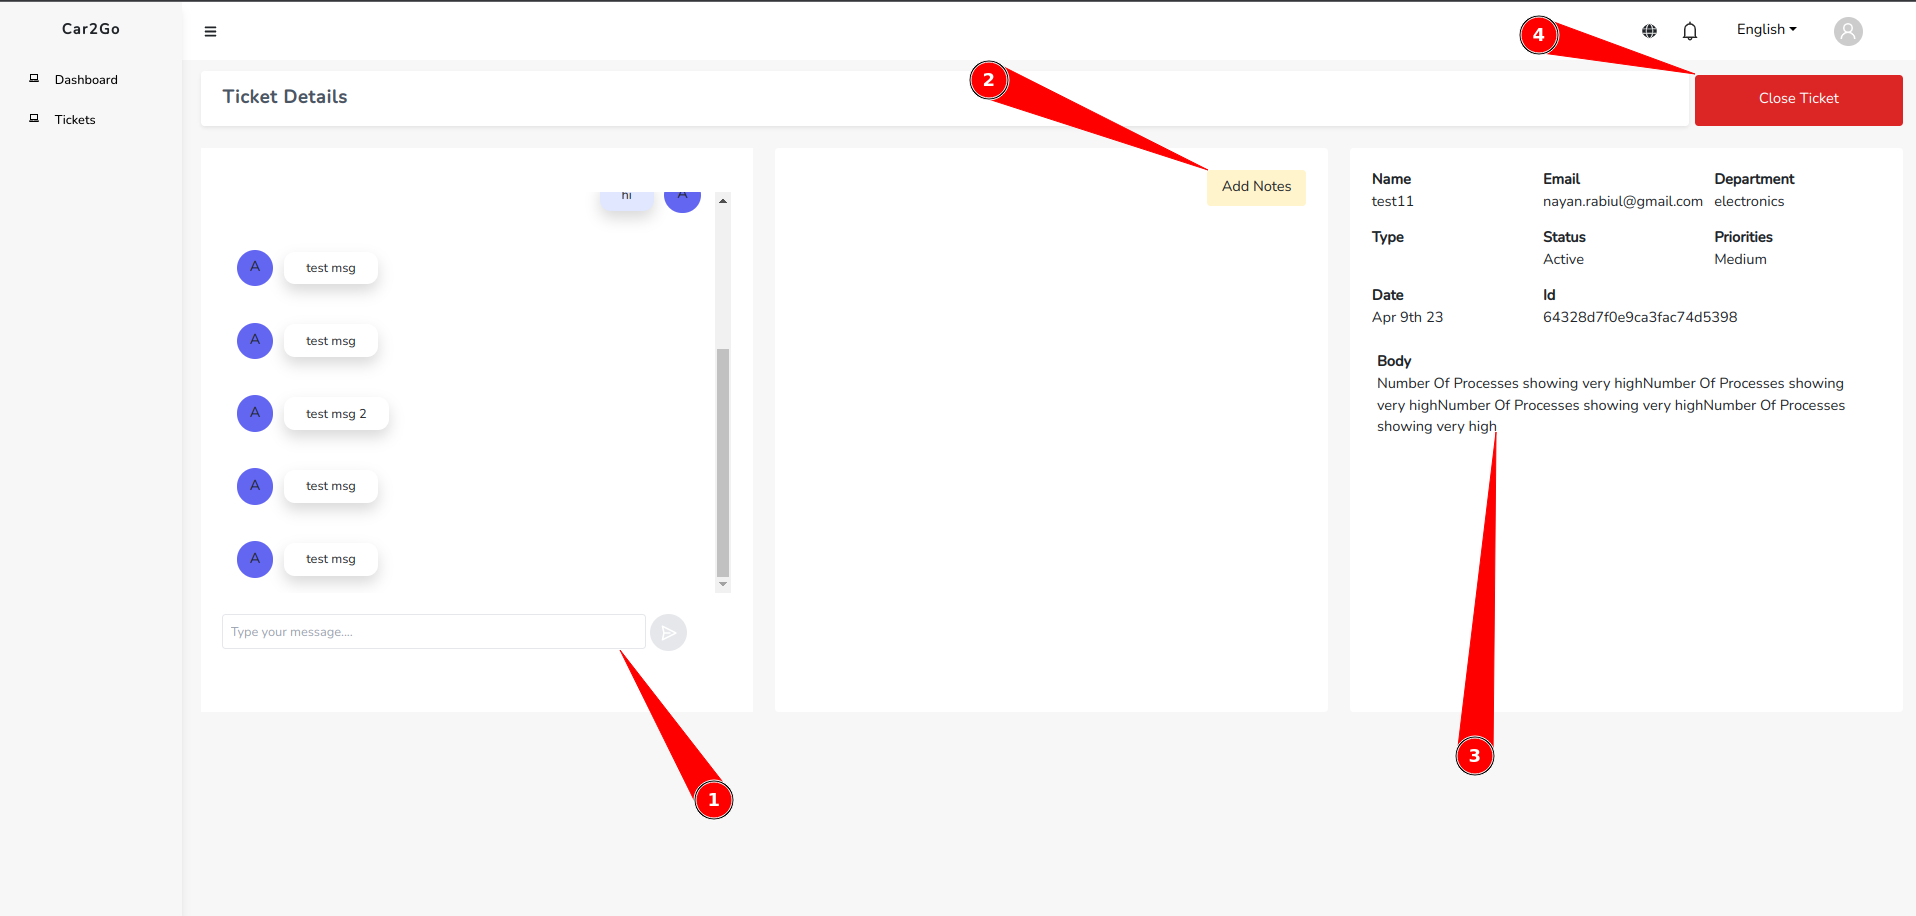 Car2Go
English
Dashboard
Tickets
Ticket Details
Close Ticket
hi
A
A
test msg
A
test msg
A
test msg 2
A
test msg
A
test msg
Type your message....
Add Notes
Name
Email
Department
test11
nayan.rabiul@gmail.com
electronics
Type
Status
Priorities
Active
Medium
Date
Id
Apr 9th 23
64328d7f0e9ca3fac74d5398
Body
Number Of Processes showing very highNumber Of Processes showing
very highNumber Of Processes showing very highNumber Of Processes
showing very high
1
2
3
4